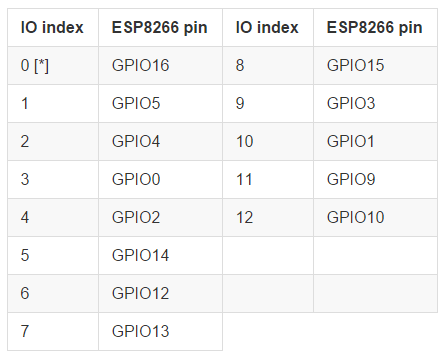 IO index ESP8266 pin IO index ESP8266 pin
0 [*] GPIO16 8 GPIO15
1 GPIO5 9 GPIO3
2 GPIO4 10 GPIO1
3 GPIO0 11 GPIO9
4 GPIO2 12 GPIO10
5 GPIO14
6 GPIO12
7 GPIO13